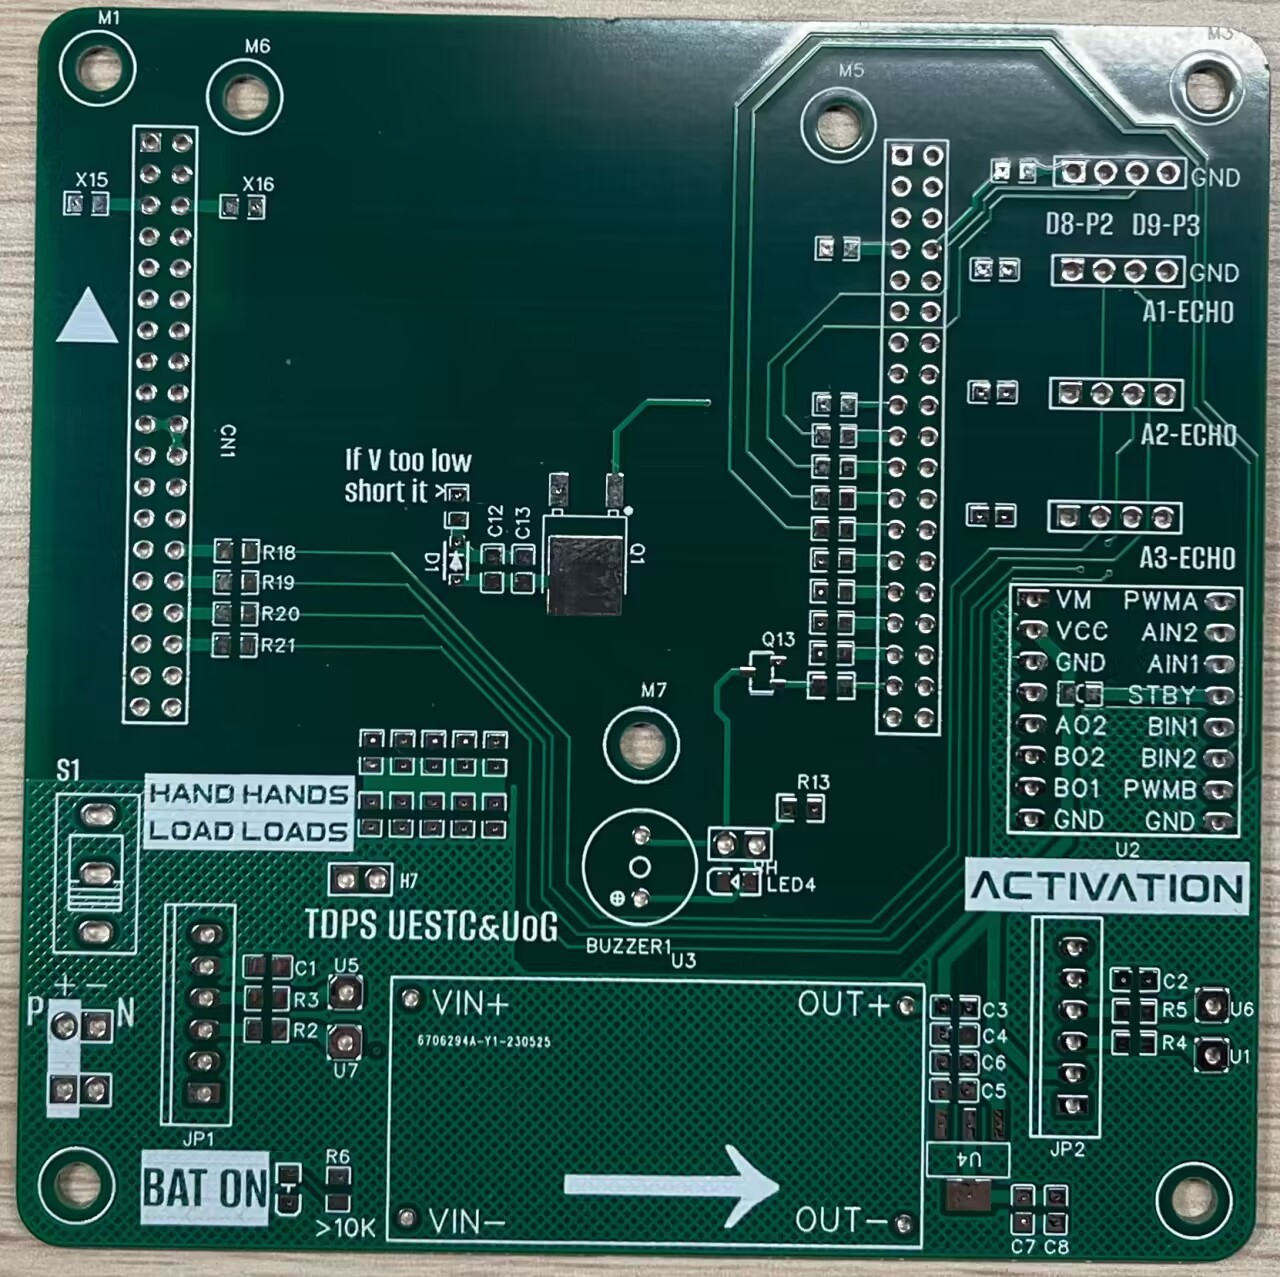 M1
M6
M5
M3
X15
X16
GND
D8-P2 D9-P3
GND
A1-ECHO
A2-ECHO
A3-ECHO
CN1
If V too low
short it >
C12
C13
D1
Q1
R18
R19
R20
R21
Q13
M7
VM PWMA
VCC AIN2
GND AIN1
STBY
AO2 BIN1
BO2 BIN2
BO1 PWMB
GND GND
U2
S1
HAND HANDS
LOAD LOADS
R13
H7
LED4
ACTIVATION
TDPS UESTC&UoG
BUZZER1
U3
+ -
P N
C1
R3
R2
U5
U7
JP1
VIN+ OUT+
6706294A-Y1-230525
VIN- OUT-
C3
C4
C6
C5
U4
C7 C8
C2
R5
R4
U6
U1
JP2
BAT ON
R6
>10K